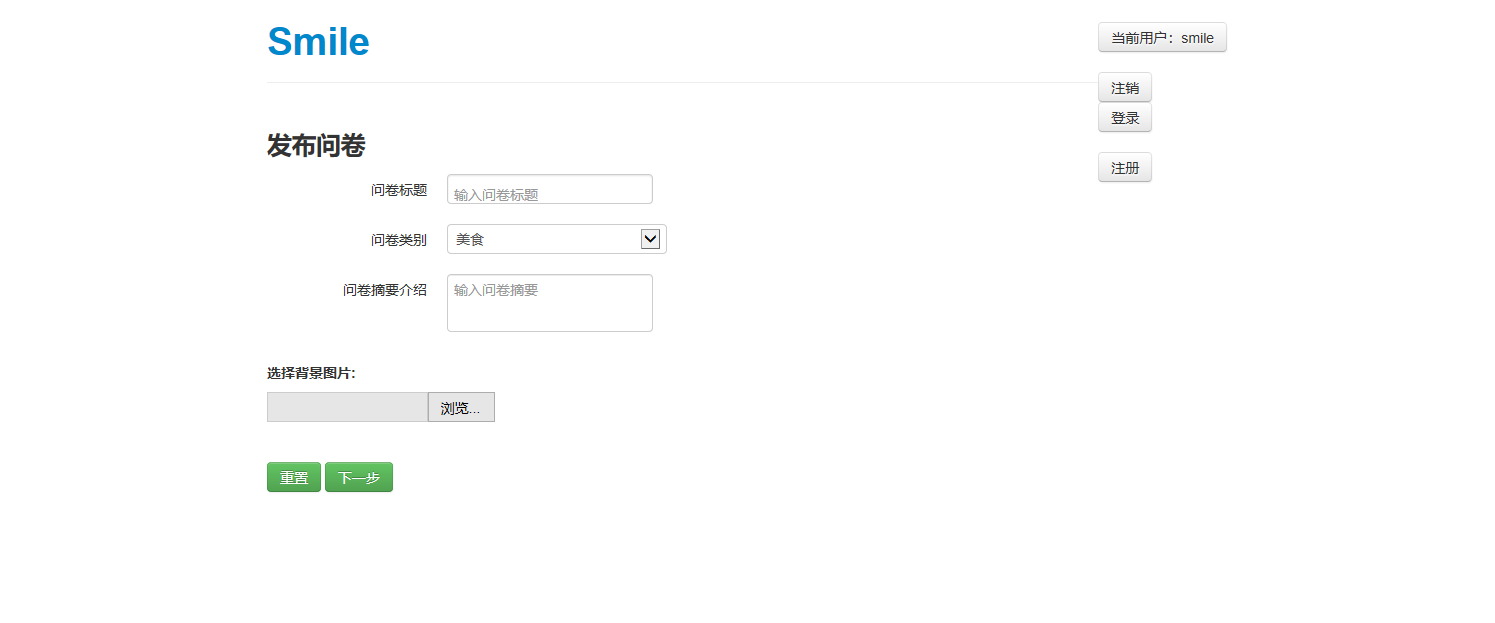 Smile
当前用户：smile
注销
登录
注册
发布问卷
问卷标题 输入问卷标题
问卷类别 美食
问卷摘要介绍 输入问卷摘要
选择背景图片:
浏览...
重置 下一步